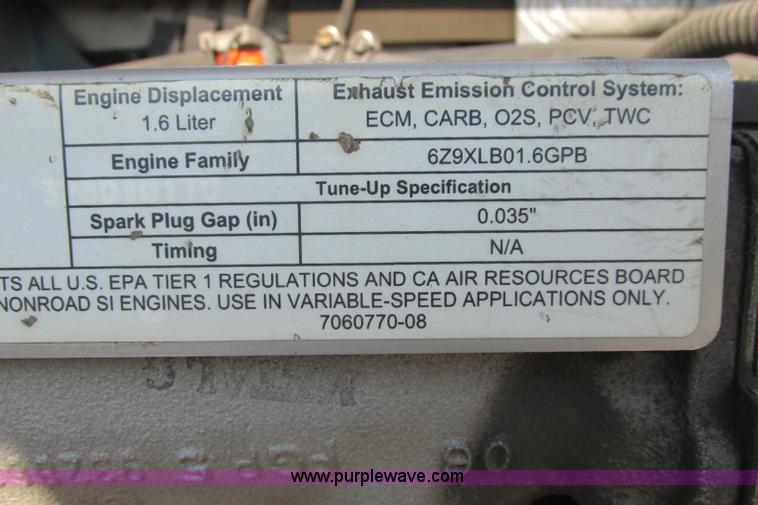 Engine Displacement
1.6 Liter
Exhaust Emission Control System:
ECM, CARB, O2S, PCV, TWC
Engine Family
6Z9XLB01.6GPB
Tune-Up Specification
Spark Plug Gap (in)
0.035"
Timing
N/A
TS ALL U.S. EPA TIER 1 REGULATIONS AND CA AIR RESOURCES BOARD
NONROAD SI ENGINES. USE IN VARIABLE-SPEED APPLICATIONS ONLY.
7060770-08
www.purplewave.com